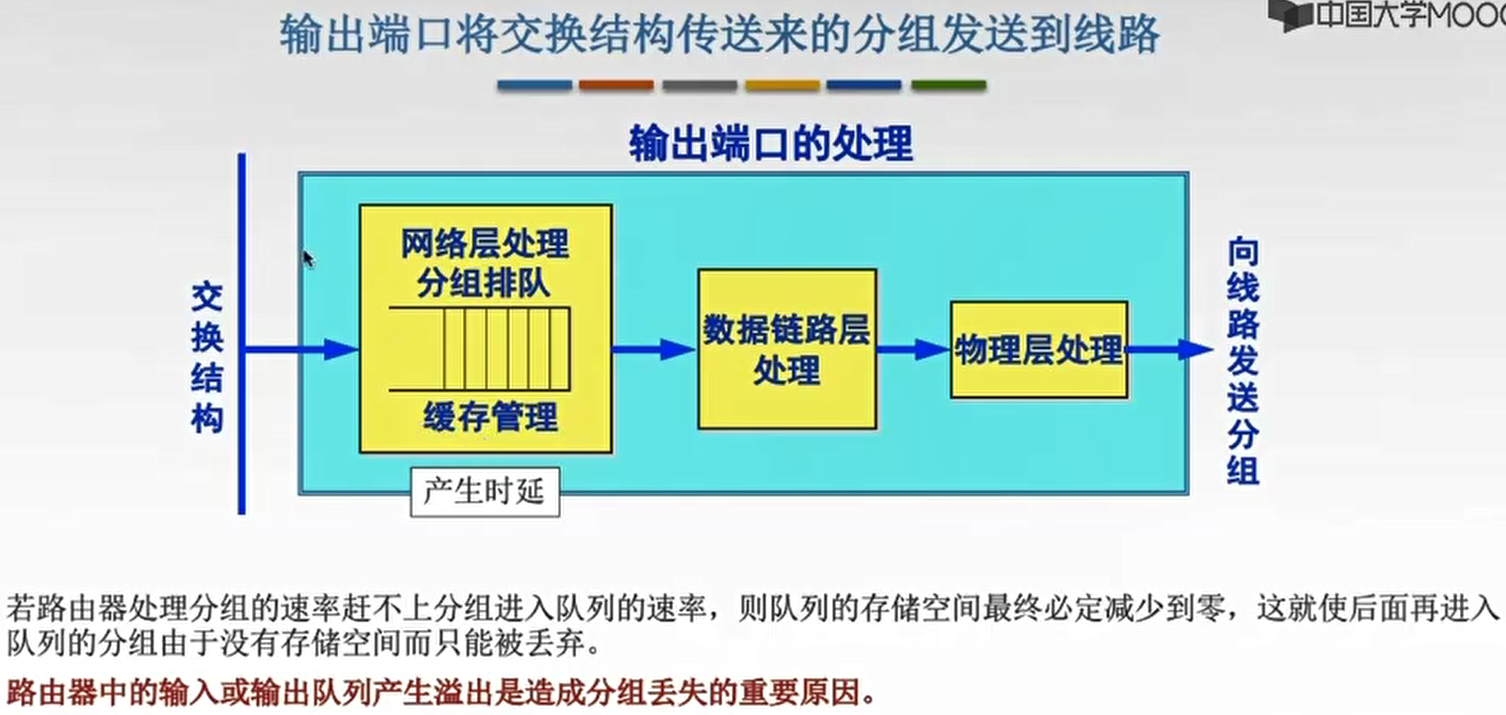 中国大学MOOC
输出端口将交换结构传送来的分组发送到线路
输出端口的处理
交换结构
网络层处理
分组排队
缓存管理
产生时延
数据链路层
处理
物理层处理
向线路发送分组
若路由器处理分组的速率赶不上分组进入队列的速率，则队列的存储空间最终必定减少到零，这就使后面再进入
队列的分组由于没有存储空间而只能被丢弃。
路由器中的输入或输出队列产生溢出是造成分组丢失的重要原因。